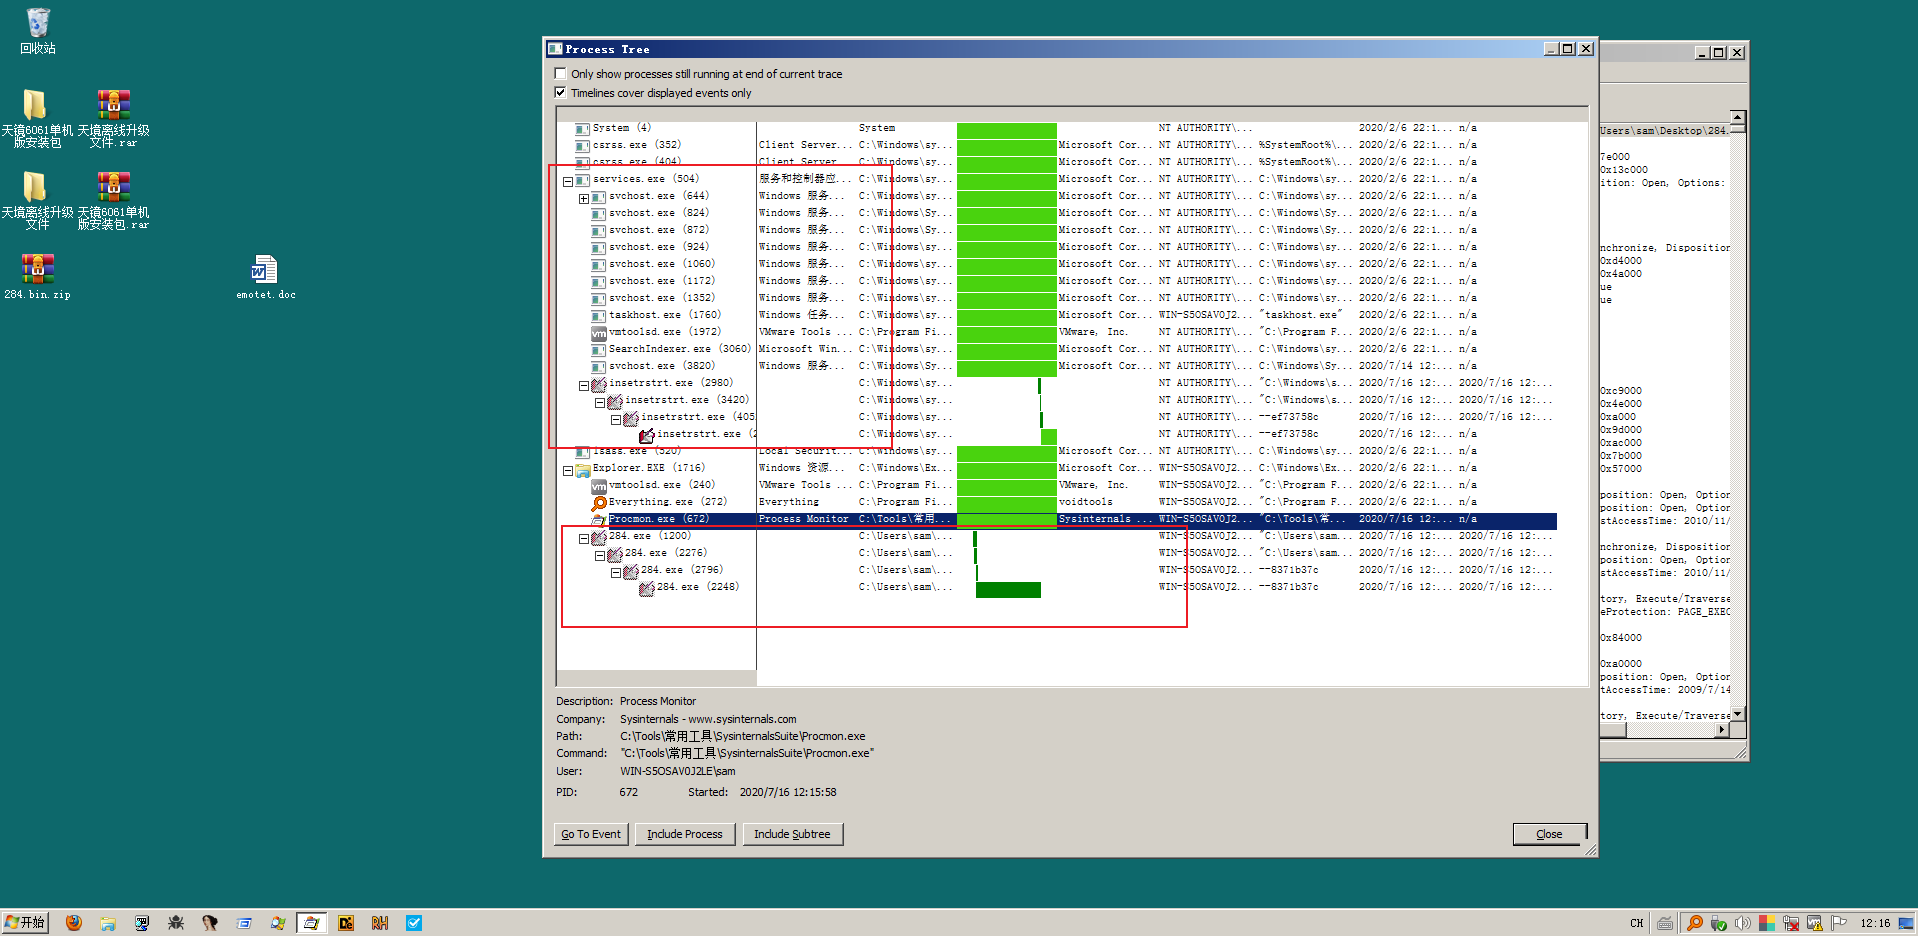 回收站
天镜6061单机版安装包
天境离线升级文件.rar
天境离线升级文件
天镜6061单机版安装包.rar
284.bin.zip
emotet.doc
Process Tree
Only show processes still running at end of current trace
Timelines cover displayed events only
System (4) System NT AUTHORITY\... 2020/2/6 22:1... n/a
csrss.exe (352) Client Server... C:\Windows\sy... Microsoft Cor... NT AUTHORITY\... %SystemRoot%\... 2020/2/6 22:1... n/a
csrss.exe (404) Client Server... C:\Windows\sy... Microsoft Cor... NT AUTHORITY\... %SystemRoot%\... 2020/2/6 22:1... n/a
services.exe (504) 服务和控制器应... C:\Windows\sy... Microsoft Cor... NT AUTHORITY\... C:\Windows\sy... 2020/2/6 22:1... n/a
svchost.exe (644) Windows 服务... C:\Windows\sy... Microsoft Cor... NT AUTHORITY\... C:\Windows\sy... 2020/2/6 22:1... n/a
svchost.exe (824) Windows 服务... C:\Windows\sy... Microsoft Cor... NT AUTHORITY\... C:\Windows\sy... 2020/2/6 22:1... n/a
svchost.exe (872) Windows 服务... C:\Windows\Sy... Microsoft Cor... NT AUTHORITY\... C:\Windows\Sy... 2020/2/6 22:1... n/a
svchost.exe (924) Windows 服务... C:\Windows\sy... Microsoft Cor... NT AUTHORITY\... C:\Windows\sy... 2020/2/6 22:1... n/a
svchost.exe (1060) Windows 服务... C:\Windows\sy... Microsoft Cor... NT AUTHORITY\... C:\Windows\sy... 2020/2/6 22:1... n/a
svchost.exe (1172) Windows 服务... C:\Windows\sy... Microsoft Cor... NT AUTHORITY\... C:\Windows\sy... 2020/2/6 22:1... n/a
svchost.exe (1352) Windows 服务... C:\Windows\sy... Microsoft Cor... NT AUTHORITY\... C:\Windows\sy... 2020/2/6 22:1... n/a
taskhost.exe (1760) Windows 任务... C:\Windows\sy... Microsoft Cor... WIN-S5OSAV0J2... "taskhost.exe" 2020/2/6 22:1... n/a
vmtoolsd.exe (1972) VMware Tools ... C:\Program Fi... VMware, Inc. NT AUTHORITY\... "C:\Program F... 2020/2/6 22:1... n/a
SearchIndexer.exe (3060) Microsoft Win... C:\Windows\sy... Microsoft Cor... NT AUTHORITY\... C:\Windows\sy... 2020/2/6 22:1... n/a
svchost.exe (3820) Windows 服务... C:\Windows\Sy... Microsoft Cor... NT AUTHORITY\... C:\Windows\Sy... 2020/7/14 12:... n/a
insetrstrt.exe (2980) C:\Windows\sy... NT AUTHORITY\... "C:\Windows\s... 2020/7/16 12:... 2020/7/16 12:...
insetrstrt.exe (3420) C:\Windows\sy... NT AUTHORITY\... "C:\Windows\s... 2020/7/16 12:... 2020/7/16 12:...
insetrstrt.exe (405 C:\Windows\sy... NT AUTHORITY\... --ef73758c 2020/7/16 12:... 2020/7/16 12:...
insetrstrt.exe (2 C:\Windows\sy... NT AUTHORITY\... --ef73758c 2020/7/16 12:... n/a
lsass.exe (520) Local Securit... C:\Windows\sy... Microsoft Cor... NT AUTHORITY\... C:\Windows\sy... 2020/2/6 22:1... n/a
Explorer.EXE (1716) Windows 资源... C:\Windows\Ex... Microsoft Cor... WIN-S5OSAV0J2... C:\Windows\Ex... 2020/2/6 22:1... n/a
vmtoolsd.exe (240) VMware Tools ... C:\Program Fi... VMware, Inc. WIN-S5OSAV0J2... "C:\Program F... 2020/2/6 22:1... n/a
Everything.exe (272) Everything C:\Program Fi... voidtools WIN-S5OSAV0J2... "C:\Program F... 2020/2/6 22:1... n/a
Procmon.exe (672) Process Monitor C:\Tools\常用... Sysinternals ... WIN-S5OSAV0J2... "C:\Tools\常... 2020/7/16 12:... n/a
284.exe (1200) C:\Users\sam\... WIN-S5OSAV0J2... "C:\Users\sam... 2020/7/16 12:... 2020/7/16 12:...
284.exe (2276) C:\Users\sam\... WIN-S5OSAV0J2... "C:\Users\sam... 2020/7/16 12:... 2020/7/16 12:...
284.exe (2796) C:\Users\sam\... WIN-S5OSAV0J2... --8371b37c 2020/7/16 12:... 2020/7/16 12:...
284.exe (2248) C:\Users\sam\... WIN-S5OSAV0J2... --8371b37c 2020/7/16 12:... 2020/7/16 12:...
Description: Process Monitor
Company: Sysinternals - www.sysinternals.com
Path: C:\Tools\常用工具\SysinternalsSuite\Procmon.exe
Command: "C:\Tools\常用工具\SysinternalsSuite\Procmon.exe"
User: WIN-S5OSAV0J2LE\sam
PID: 672 Started: 2020/7/16 12:15:58
Go To Event Include Process Include Subtree Close
Users\sam\Desktop\284.
7e000
0x13c000
ition: Open, Options:
nchronize, Disposition
0xd4000
0x4a000
ue
ue
0xc9000
0x4e000
0xa000
0x9d000
0xac000
0x7b000
0x57000
position: Open, Option
position: Open, Option
stAccessTime: 2010/11/
nchronize, Disposition
position: Open, Option
stAccessTime: 2010/11/
tory, Execute/Traverse
eProtection: PAGE_EXEC
0x84000
0xa0000
position: Open, Option
tAccessTime: 2009/7/14
tory, Execute/Traverse
开始
CH
12:16